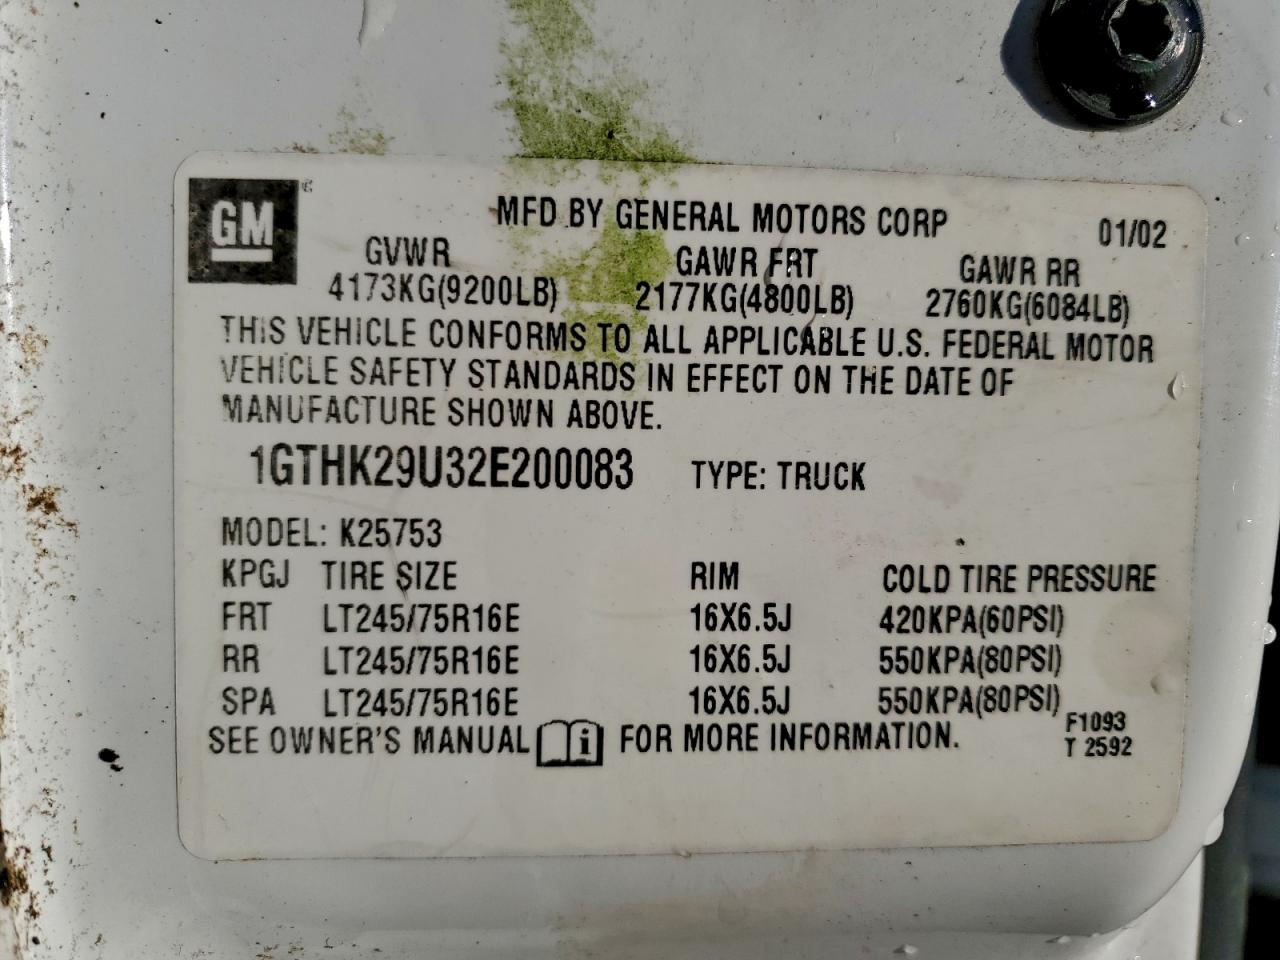 GM
MFD BY GENERAL MOTORS CORP 01/02
GVWR GAWR FRT GAWR RR
4173KG(9200LB) 2177KG(4800LB) 2760KG(6084LB)
THIS VEHICLE CONFORMS TO ALL APPLICABLE U.S. FEDERAL MOTOR
VEHICLE SAFETY STANDARDS IN EFFECT ON THE DATE OF
MANUFACTURE SHOWN ABOVE.
1GTHK29U32E200083 TYPE: TRUCK
MODEL: K25753
KPGJ TIRE SIZE RIM COLD TIRE PRESSURE
FRT LT245/75R16E 16X6.5J 420KPA(60PSI)
RR LT245/75R16E 16X6.5J 550KPA(80PSI)
SPA LT245/75R16E 16X6.5J 550KPA(80PSI)
SEE OWNER'S MANUAL i FOR MORE INFORMATION.
F1093
T 2592